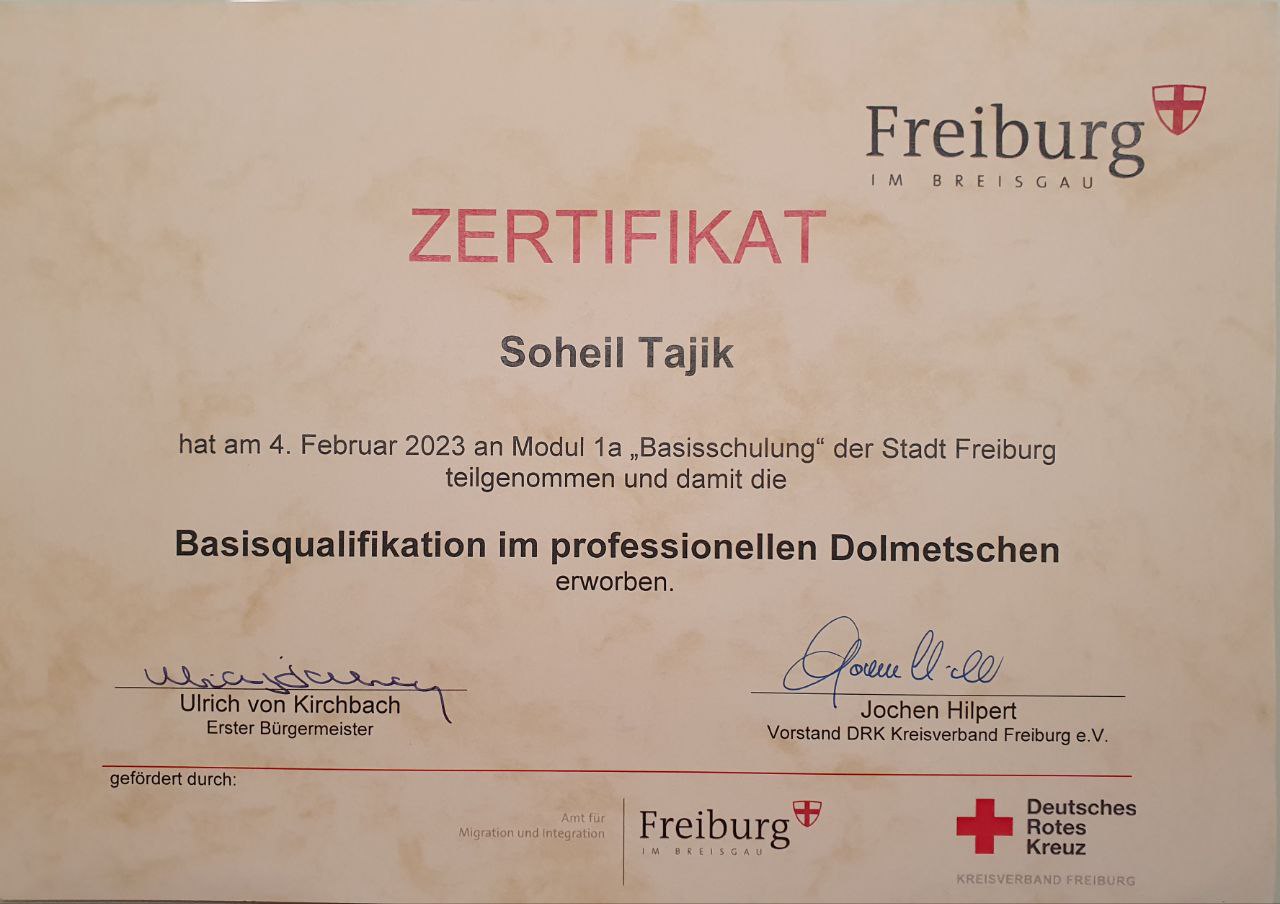 Freiburg
IM BREISGAU
ZERTIFIKAT
Soheil Tajik
hat am 4. Februar 2023 an Modul 1a „Basisschulung“ der Stadt Freiburg
teilgenommen und damit die
Basisqualifikation im professionellen Dolmetschen
erworben.
Ulrich von Kirchbach
Erster Bürgermeister
Jochen Hilpert
Vorstand DRK Kreisverband Freiburg e.V.
gefördert durch:
Amt für
Migration und Integration
Freiburg
IM BREISGAU
Deutsches
Rotes
Kreuz
KREISVERBAND FREIBURG